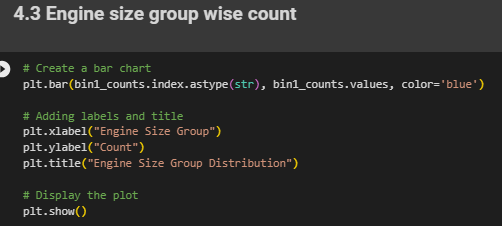 4.3 Engine size group wise count
# Create a bar chart
plt.bar(bin1_counts.index.astype(str), bin1_counts.values, color='blue')
# Adding labels and title
plt.xlabel("Engine Size Group")
plt.ylabel("Count")
plt.title("Engine Size Group Distribution")
# Display the plot
plt.show()